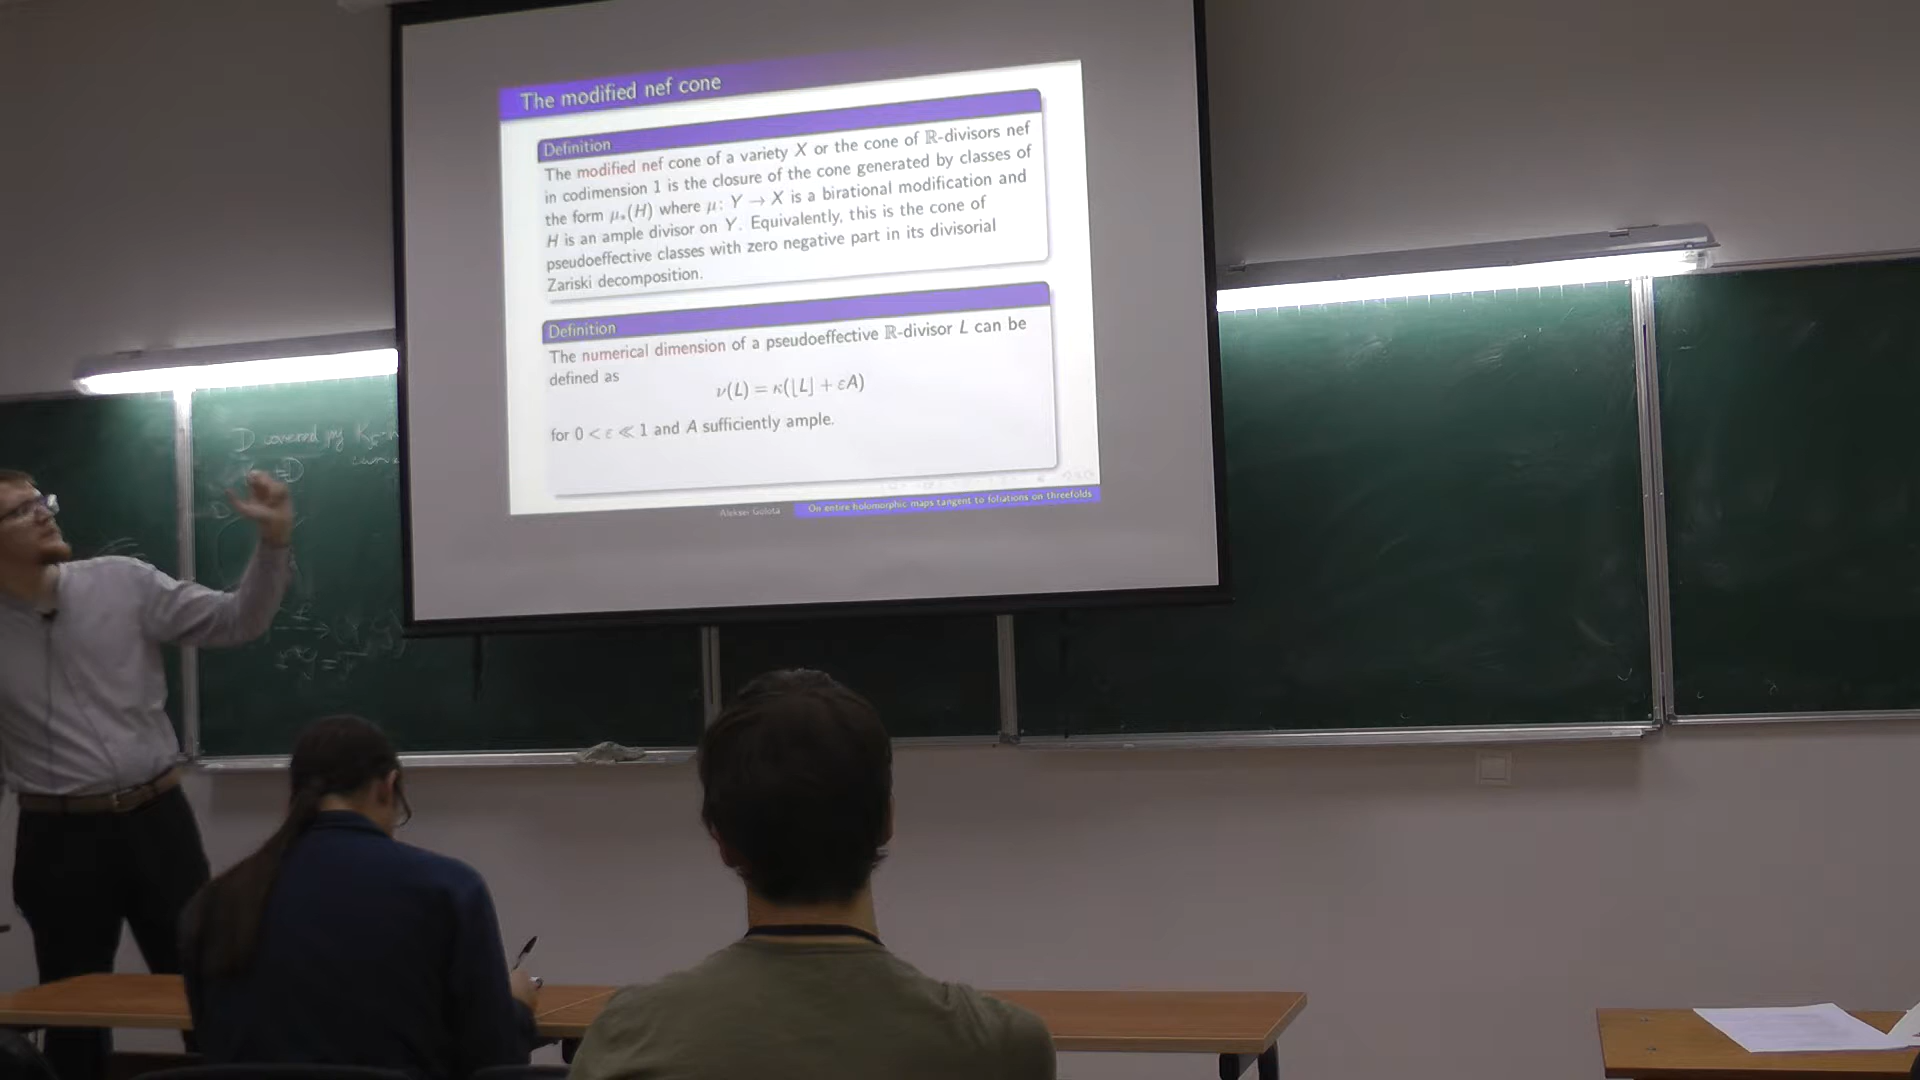 The modified nef cone
Definition
The modified nef cone of a variety X or the cone of ℝ-divisors nef
in codimension 1 is the closure of the cone generated by classes of
the form μ⁎(H) where μ: Y → X is a birational modification and
H is an ample divisor on Y. Equivalently, this is the cone of
pseudoeffective classes with zero negative part in its divisorial
Zariski decomposition.
Definition
The numerical dimension of a pseudoeffective ℝ-divisor L can be
defined as
ν(L) = κ(⌊L⌋ + εA)
for 0 < ε ≪ 1 and A sufficiently ample.
Aleksei Golota
On entire holomorphic maps tangent to foliations on threefolds
D covered by